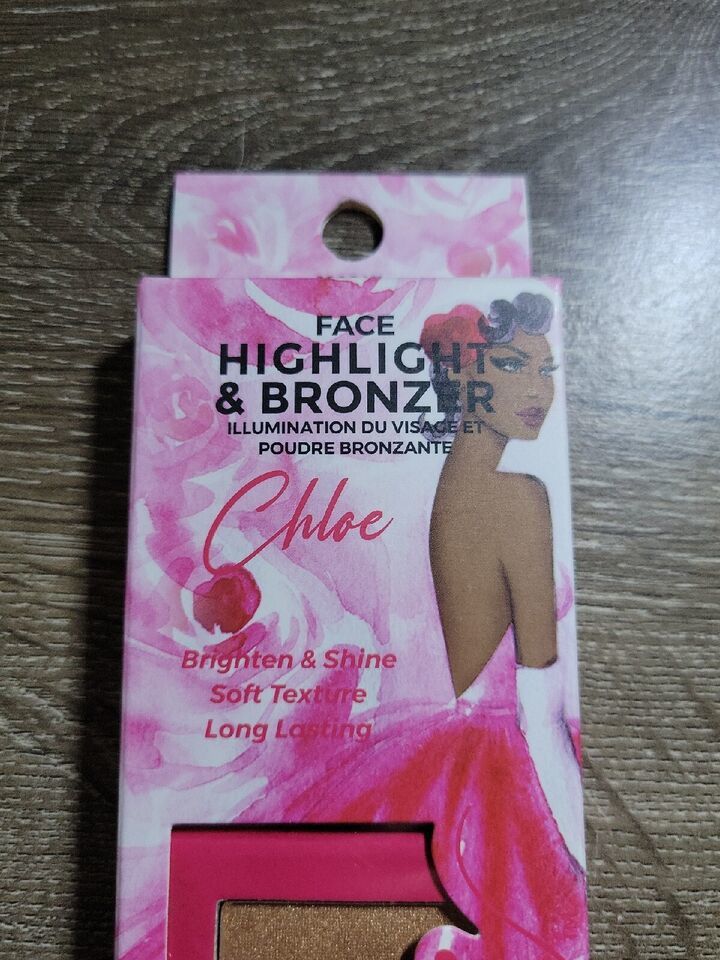 FACE
HIGHLIGHT
& BRONZER
ILLUMINATION DU VISAGE ET
POUDRE BRONZANTE
Chloe
Brighten & Shine
Soft Texture
Long Lasting